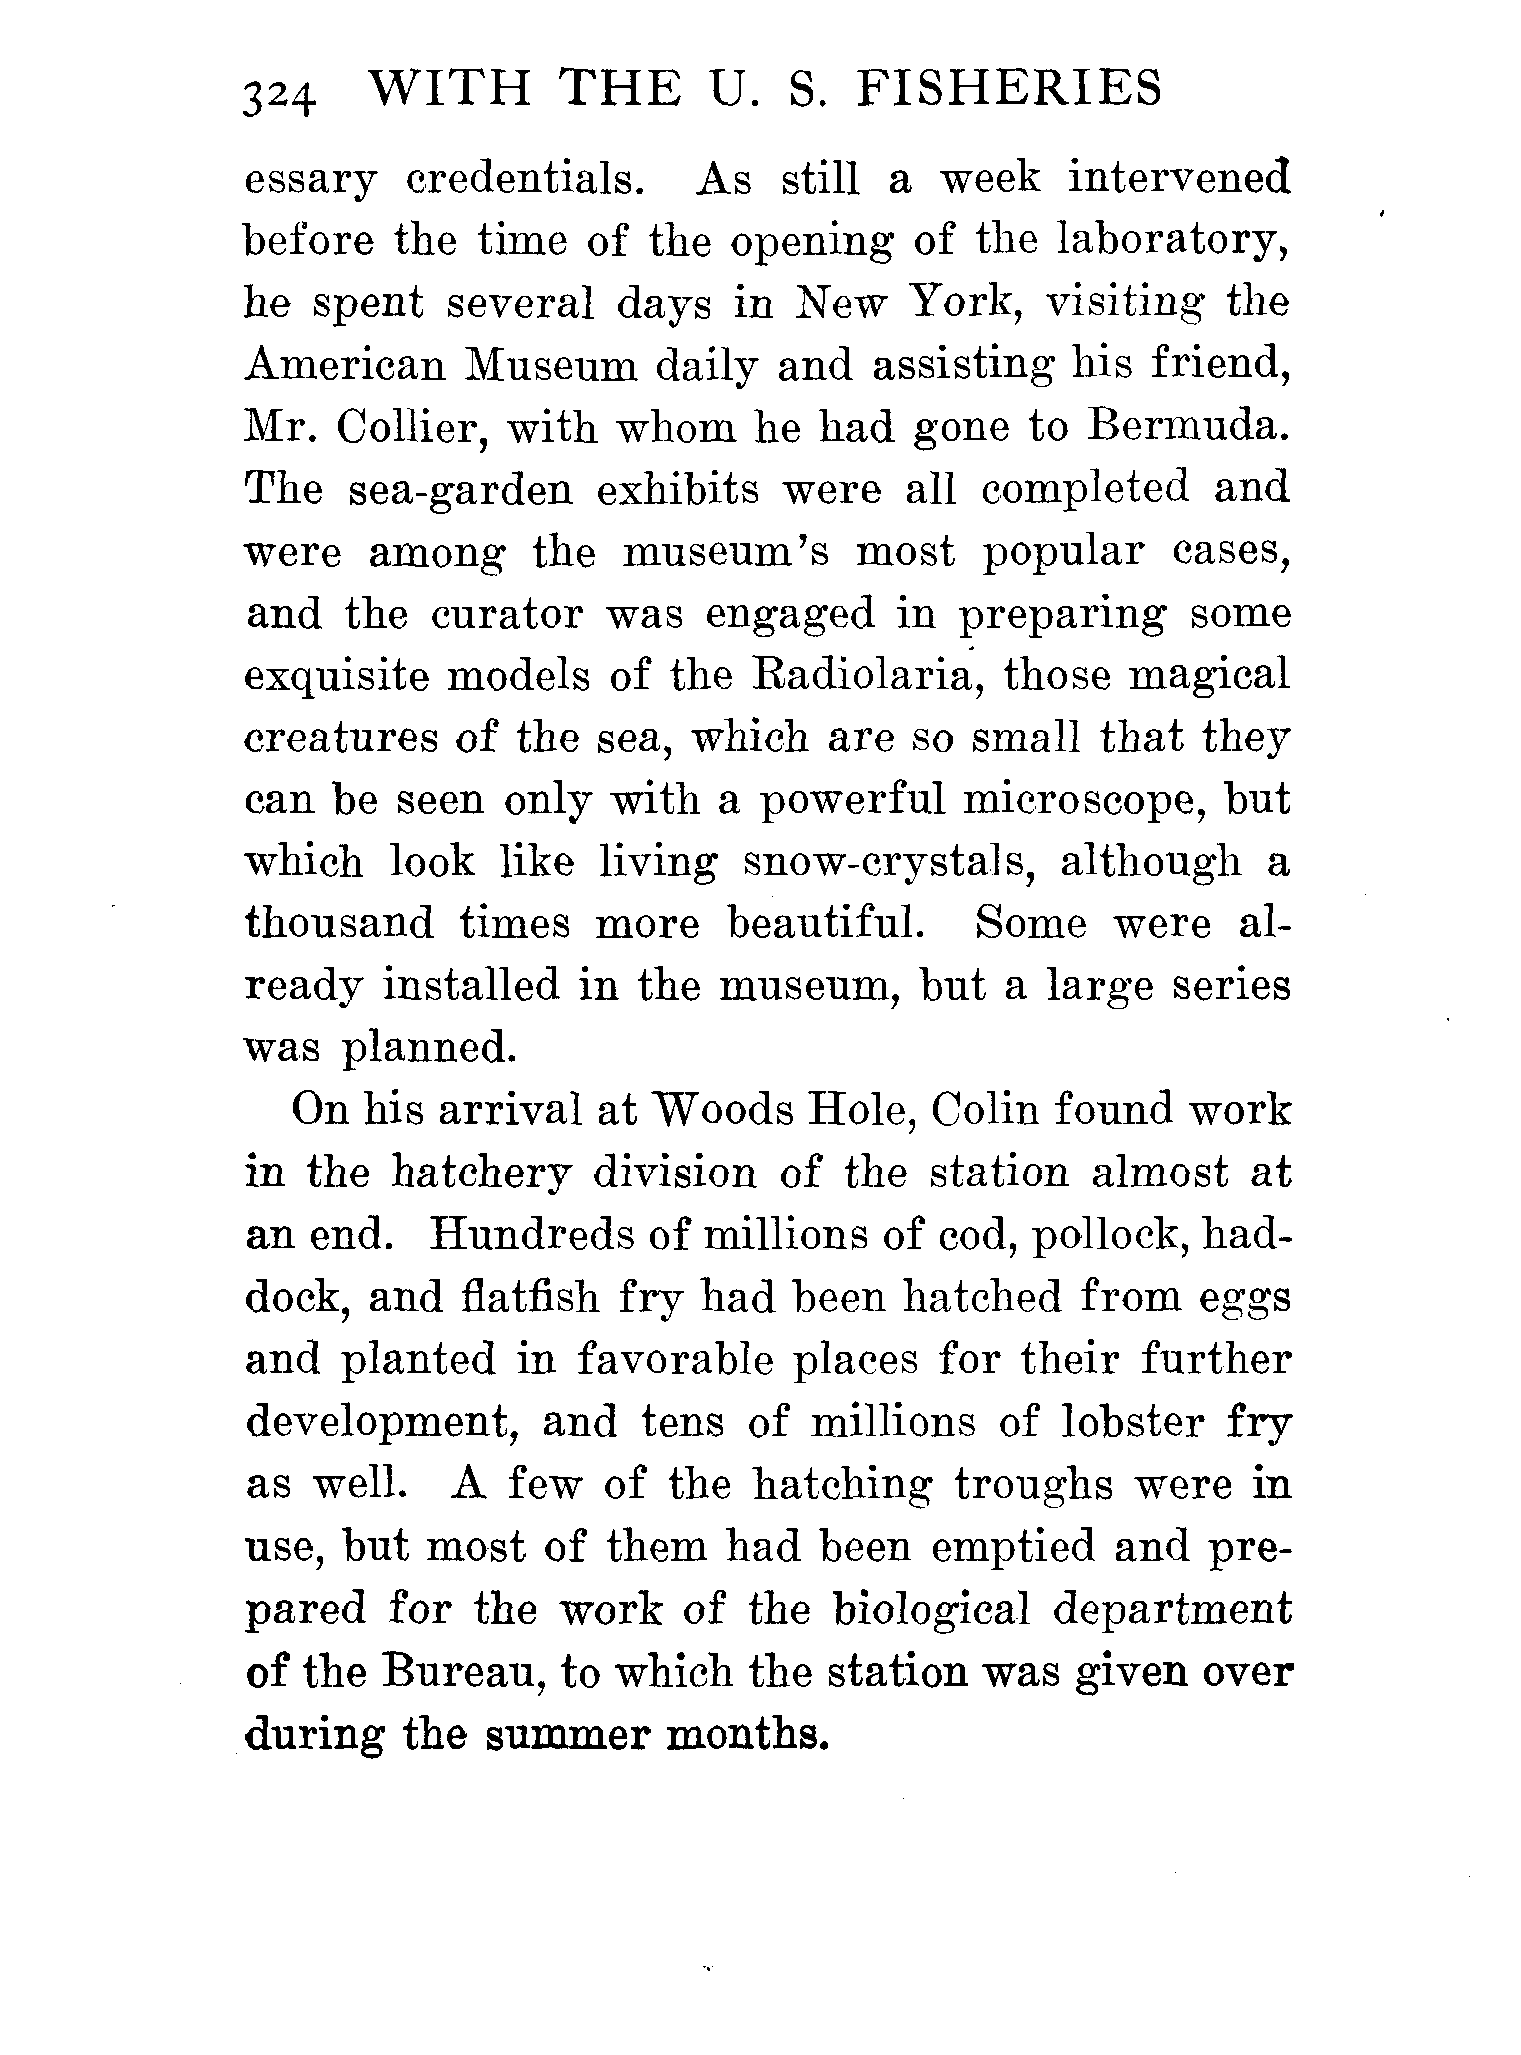 324 WITH THE U. S. FISHERIES
essary credentials. As still a week intervened
before the time of the opening of the laboratory,
he spent several days in New York, visiting the
American Museum daily and assisting his friend,
Mr. Collier, with whom he had gone to Bermuda.
The sea-garden exhibits were all completed and
were among the museum's most popular cases,
and the curator was engaged in preparing some
exquisite models of the Radiolaria, those magical
creatures of the sea, which are so small that they
can be seen only with a powerful microscope, but
which look like living snow-crystals, although a
thousand times more beautiful. Some were al-
ready installed in the museum, but a large series
was planned.
On his arrival at Woods Hole, Colin found work
in the hatchery division of the station almost at
an end. Hundreds of millions of cod, pollock, had-
dock, and flatfish fry had been hatched from eggs
and planted in favorable places for their further
development, and tens of millions of lobster fry
as well. A few of the hatching troughs were in
use, but most of them had been emptied and pre-
pared for the work of the biological department
of the Bureau, to which the station was given over
during the summer months.